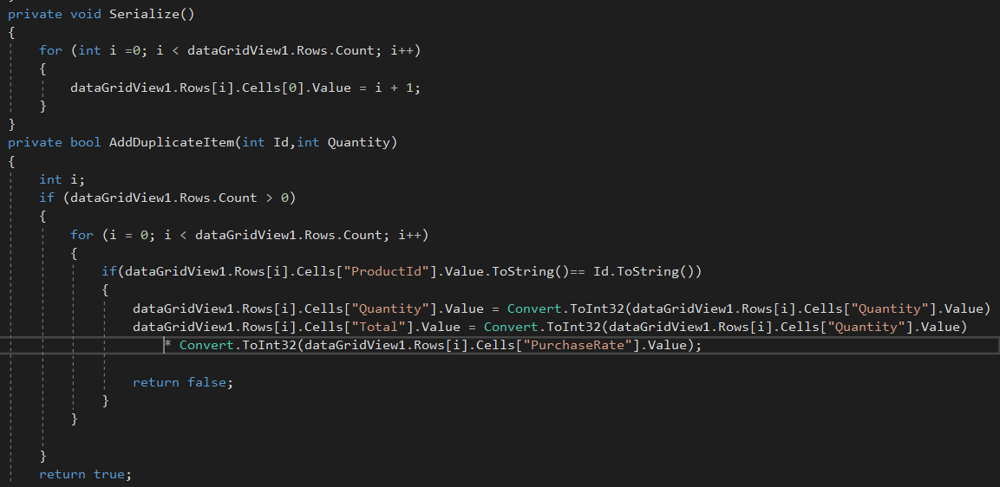 private void Serialize()
{
for (int i =0; i < dataGridView1.Rows.Count; i++)
{
dataGridView1.Rows[i].Cells[0].Value = i + 1;
}
}
private bool AddDuplicateItem(int Id,int Quantity)
{
int i;
if (dataGridView1.Rows.Count > 0)
{
for (i = 0; i < dataGridView1.Rows.Count; i++)
{
if(dataGridView1.Rows[i].Cells["ProductId"].Value.ToString()== Id.ToString())
{
dataGridView1.Rows[i].Cells["Quantity"].Value = Convert.ToInt32(dataGridView1.Rows[i].Cells["Quantity"].Value)
dataGridView1.Rows[i].Cells["Total"].Value = Convert.ToInt32(dataGridView1.Rows[i].Cells["Quantity"].Value)
* Convert.ToInt32(dataGridView1.Rows[i].Cells["PurchaseRate"].Value);
return false;
}
}
}
return true;